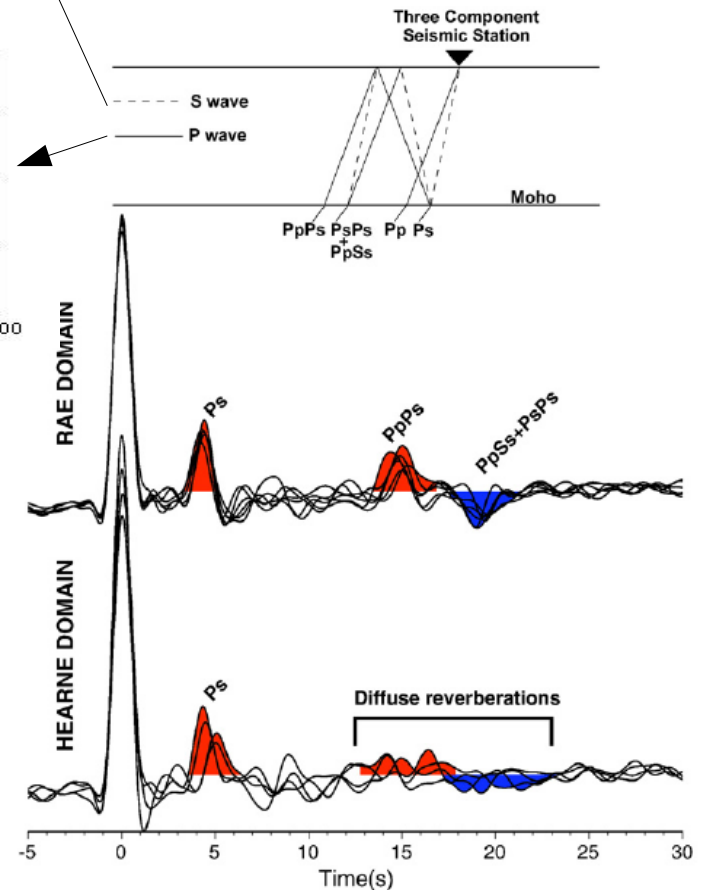 Three Component
Seismic Station
S wave
P wave
Moho
PpPs PsPs Pp Ps
+
PpSs
oo
RAE DOMAIN
Ps
PpPs
PpSs+PsPs
HEARNE DOMAIN
Ps
Diffuse reverberations
-5 0 5 10 15 20 25 30
Time(s)